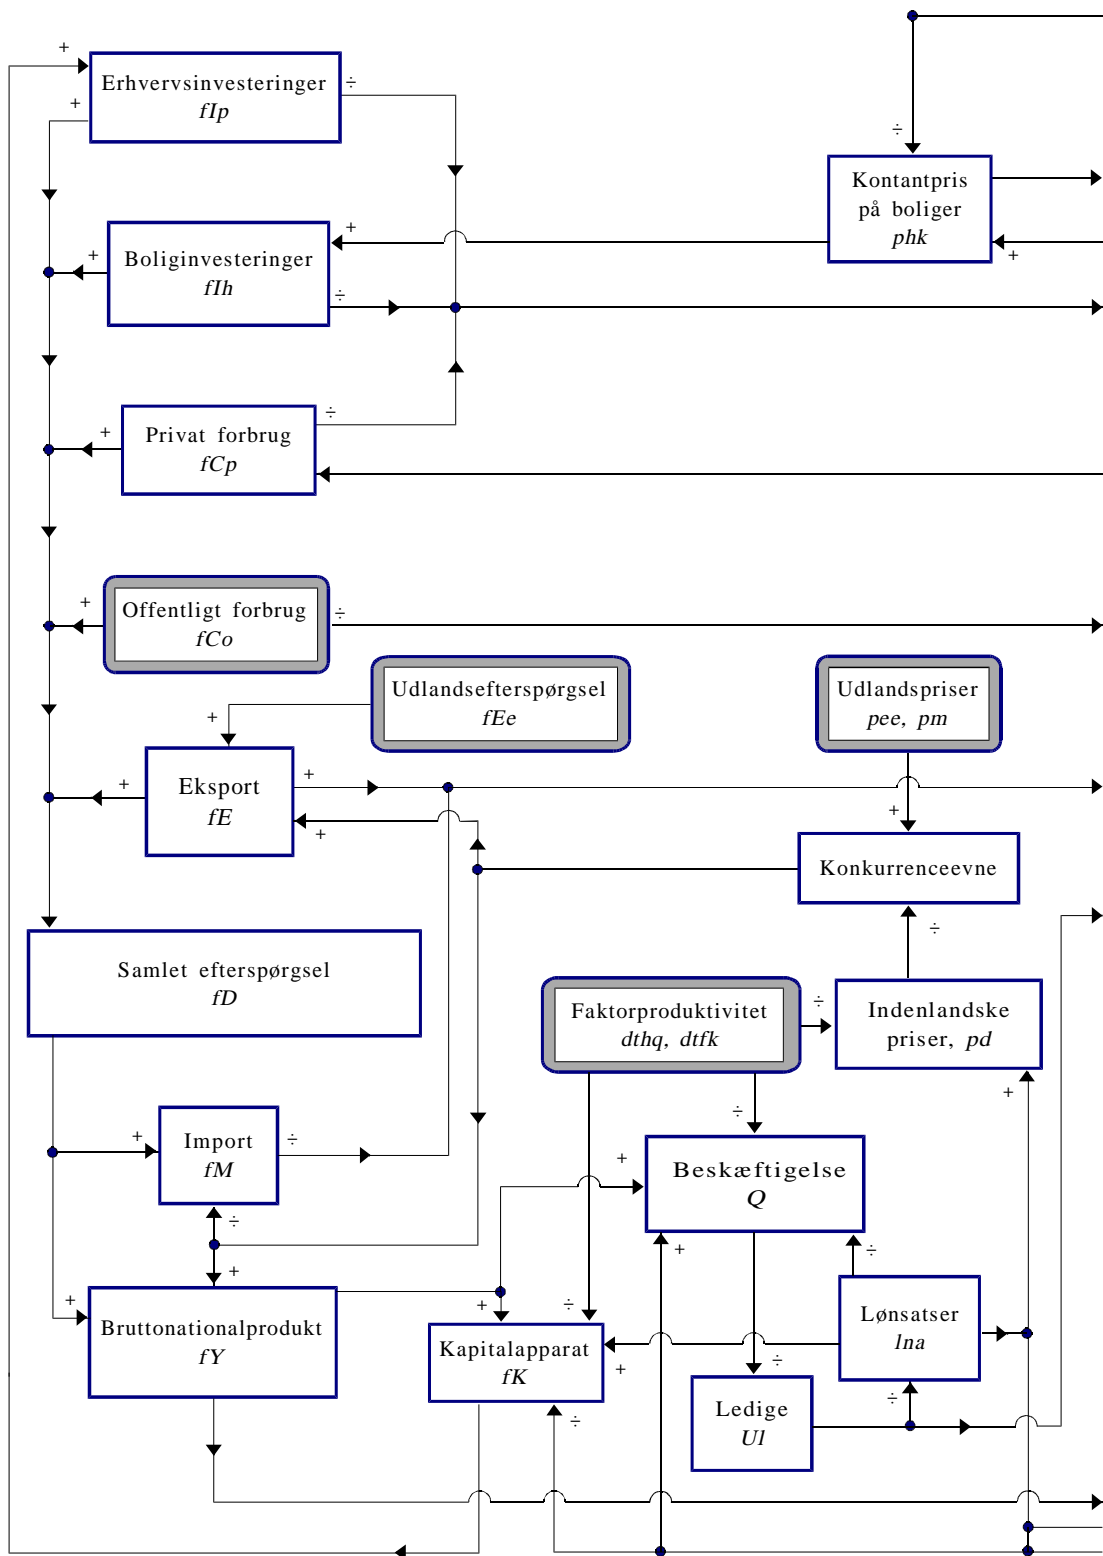 ÷
+
Erhvervsinvesteringer
fIp
÷
+
+
÷
Kontantpris
på boliger
phk
+
+
Boliginvesteringer
fIh
+
÷
÷
+
Privat forbrug
fCp
+
Offentligt forbrug
fCo
÷
Udlandsefterspørgsel
fEe
Udlandspriser
pee, pm
+
+
Eksport
fE
+
+
+
Konkurrenceevne
÷
Samlet efterspørgsel
fD
Faktorproduktivitet
dthq, dtfk
÷
Indenlandske
priser, pd
+
÷
+
Import
fM
÷
÷
+
Beskæftigelse
Q
+
÷
+
+
Bruttonationalprodukt
fY
+
÷
Kapitalapparat
fK
+
÷
Lønsatser
lna
÷
÷
Ledige
Ul
÷